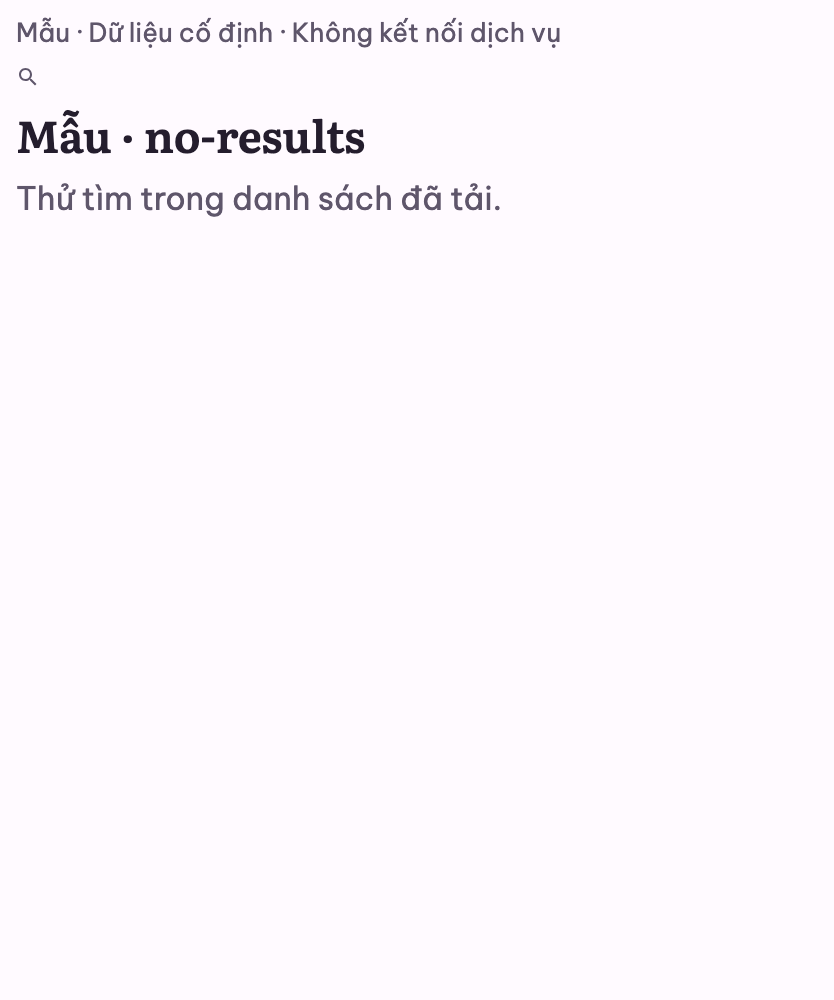 Mẫu · Dữ liệu cố định · Không kết nối dịch vụ
Mẫu · no-results
Thử tìm trong danh sách đã tải.